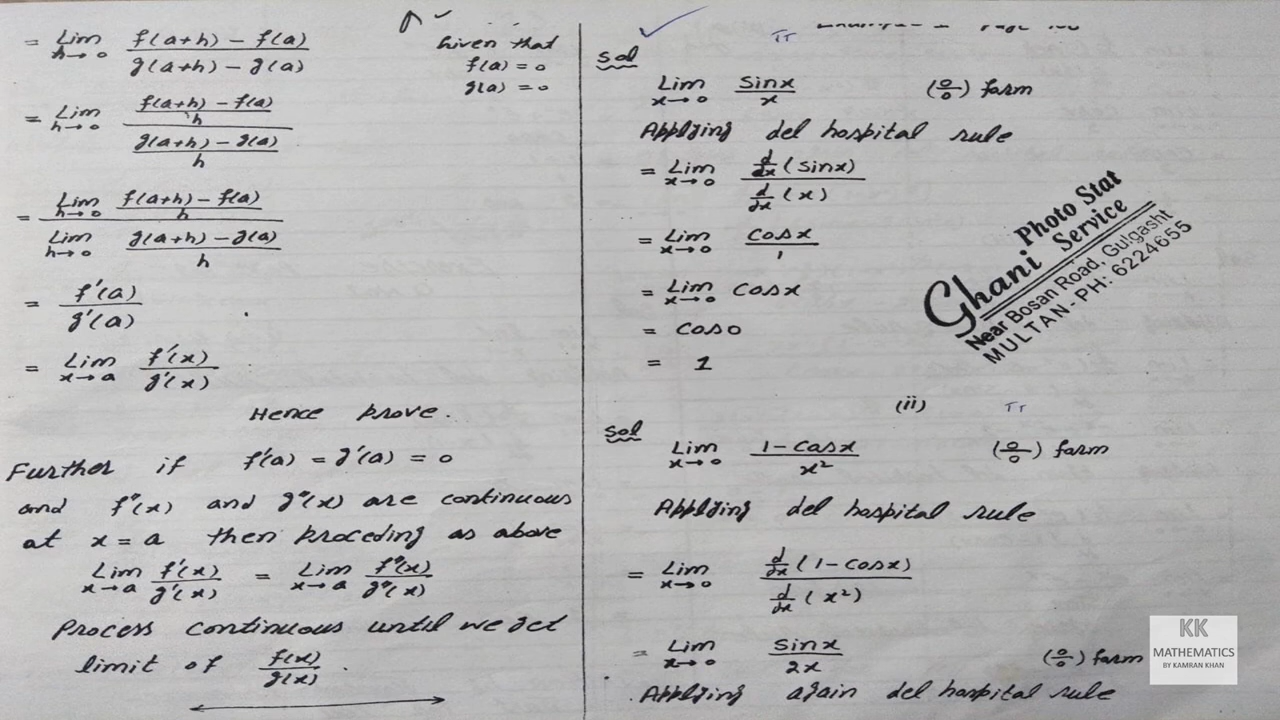 = Lim h→0 f(a+h) - f(a) / g(a+h) - g(a)
Given that
f(a) = 0
g(a) = 0
= Lim h→0 f(a+h) - f(a) / h / g(a+h) - g(a) / h
= Lim h→0 f(a+h) - f(a) / h / Lim h→0 g(a+h) - g(a) / h
= f'(a) / g'(a)
= Lim x→a f'(x) / g'(x)
Hence prove.
Further if f'(a) = g'(a) = 0
and f"(x) and g"(x) are continuous
at x = a then proceding as above
Lim x→a f'(x) / g'(x) = Lim x→a f"(x) / g"(x)
Process continuous until we get
limit of f(x) / g(x) .
Sol
Lim x→0 Sinx / x (0/0) form
Applying del hospital rule
= Lim x→0 d/dx (sinx) / d/dx (x)
= Lim x→0 cosx / 1
= Lim x→0 cosx
= coso
= 1
Ghani Photo Stat
Service
Near Bosan Road, Gulgasht
MULTAN - PH: 6224655
(ii)
Sol
Lim x→0 1-cosx / x² (0/0) form
Applying del hospital rule
= Lim x→0 d/dx (1-cosx) / d/dx (x²)
= Lim x→0 sinx / 2x (0/0) form
Applying again del hospital rule
KK
MATHEMATICS
BY KAMRAN KHAN